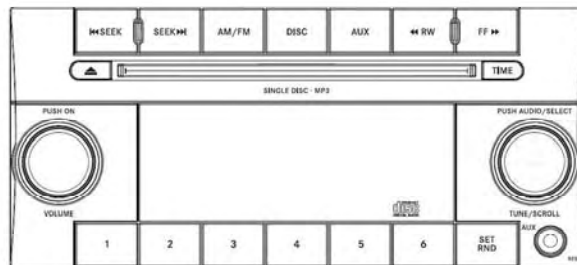 SEEK SEEK AM/FM DISC AUX RW FF
TIME
SINGLE DISC - MP3
PUSH ON
PUSH AUDIO/SELECT
disc
VOLUME
TUNE/SCROLL
1 2 3 4 5 6 SET RND
AUX